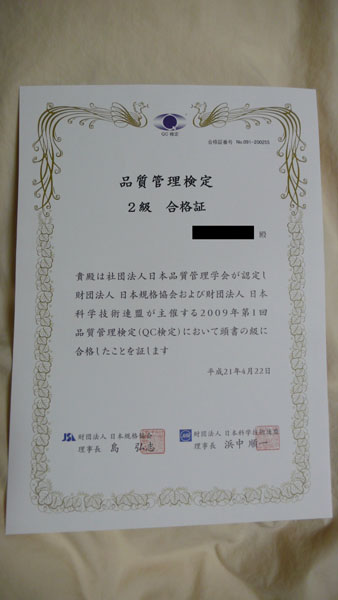 QC 検定
合格証番号 No.091-200255
品質管理検定
2級 合格証
殿
貴殿は社団法人日本品質管理学会が認定し
財団法人 日本規格協会および財団法人 日本
科学技術連盟が主催する2009年第1回
品質管理検定(QC検定)において頭書の級に
合格したことを証します
平成21年4月22日
JSA 財団法人 日本規格協会
理事長 島 弘志
財団法人 日本科学技術連盟
理事長 浜中 順一